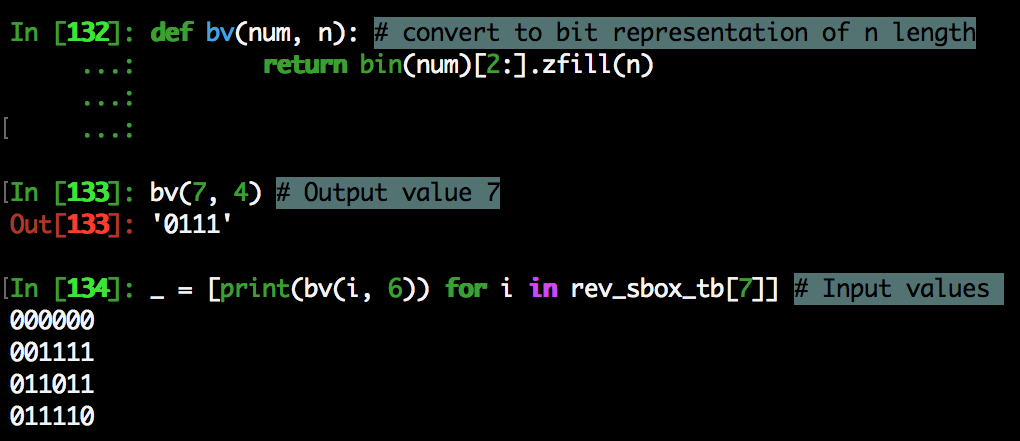 In [132]: def bv(num, n): # convert to bit representation of n length
...: return bin(num)[2:].zfill(n)
...:
[ ...:
[In [133]: bv(7, 4) # Output value 7
Out[133]: '0111'
[In [134]: _ = [print(bv(i, 6)) for i in rev_sbox_tb[7]] # Input values
000000
001111
011011
011110